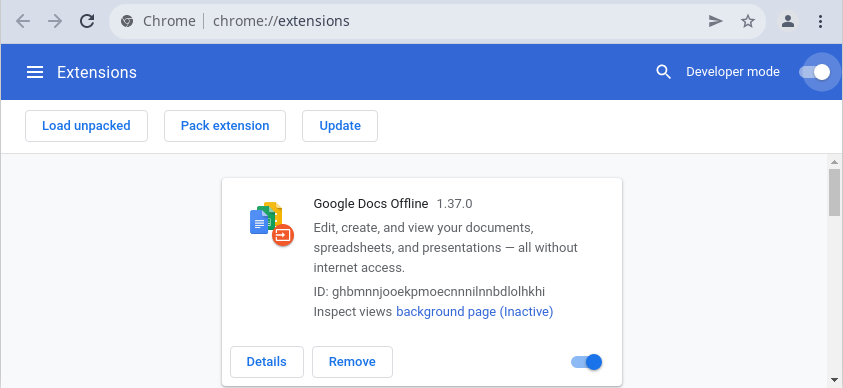 Chrome | chrome://extensions
Extensions
Developer mode
Load unpacked
Pack extension
Update
Google Docs Offline 1.37.0
Edit, create, and view your documents,
spreadsheets, and presentations — all without
internet access.
ID: ghbmnnjooekpmoecnnnilnnbdlolhkhi
Inspect views background page (Inactive)
Details
Remove